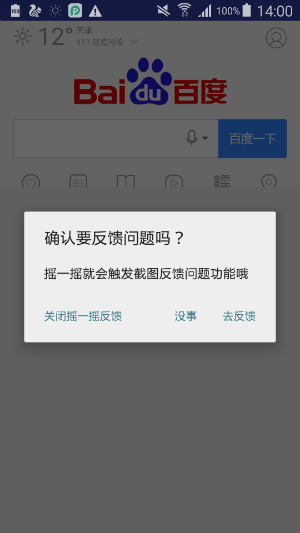 100% 14:00
12° 天津
111 轻度污染
Bai du 百度
百度一下
确认要反馈问题吗？
摇一摇就会触发截图反馈问题功能哦
关闭摇一摇反馈 没事 去反馈